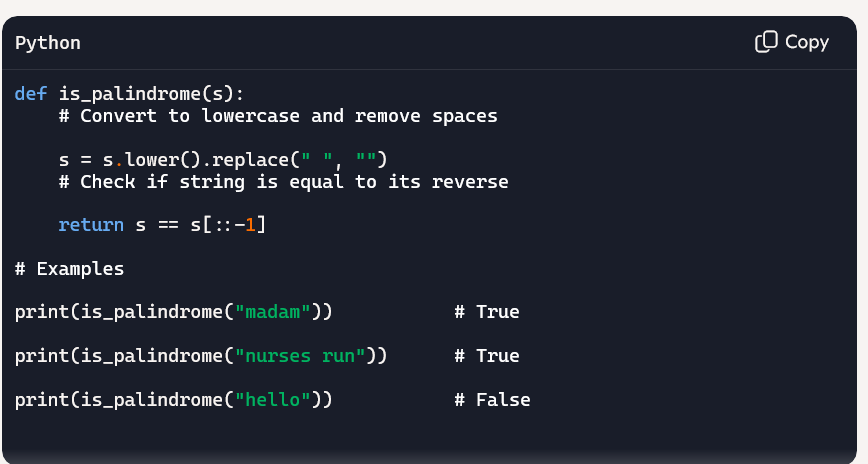 Python
Copy
def is_palindrome(s):
    # Convert to lowercase and remove spaces
    s = s.lower().replace(" ", "")
    # Check if string is equal to its reverse
    return s == s[::-1]
# Examples
print(is_palindrome("madam"))           # True
print(is_palindrome("nurses run"))      # True
print(is_palindrome("hello"))           # False